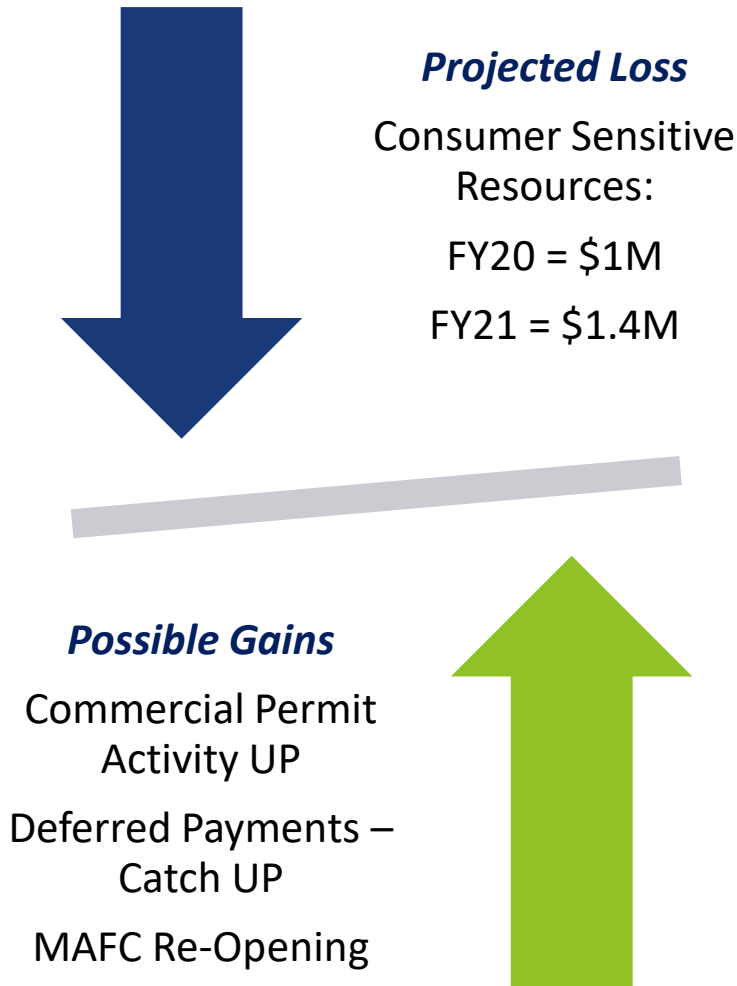 Projected Loss
Consumer Sensitive
Resources:
FY20 = $1M
FY21 = $1.4M
Possible Gains
Commercial Permit
Activity UP
Deferred Payments –
Catch UP
MAFC Re-Opening